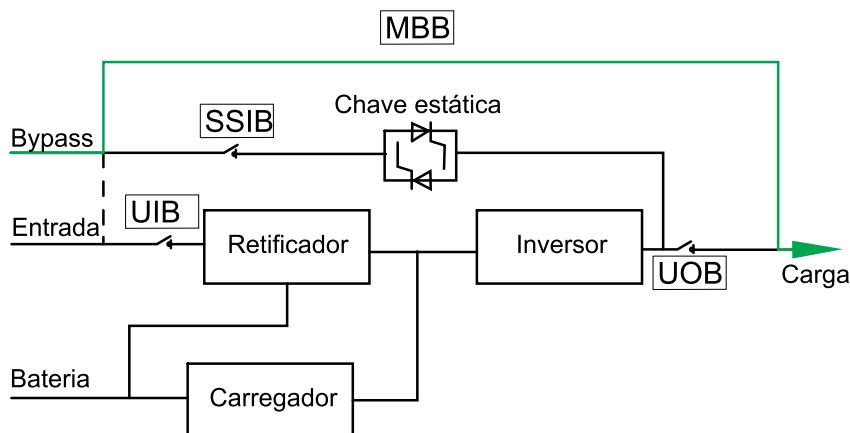 MBB
Chave estática
SSIB
Bypass
UIB
Entrada
Retificador
Inversor
UOB
Carga
Bateria
Carregador